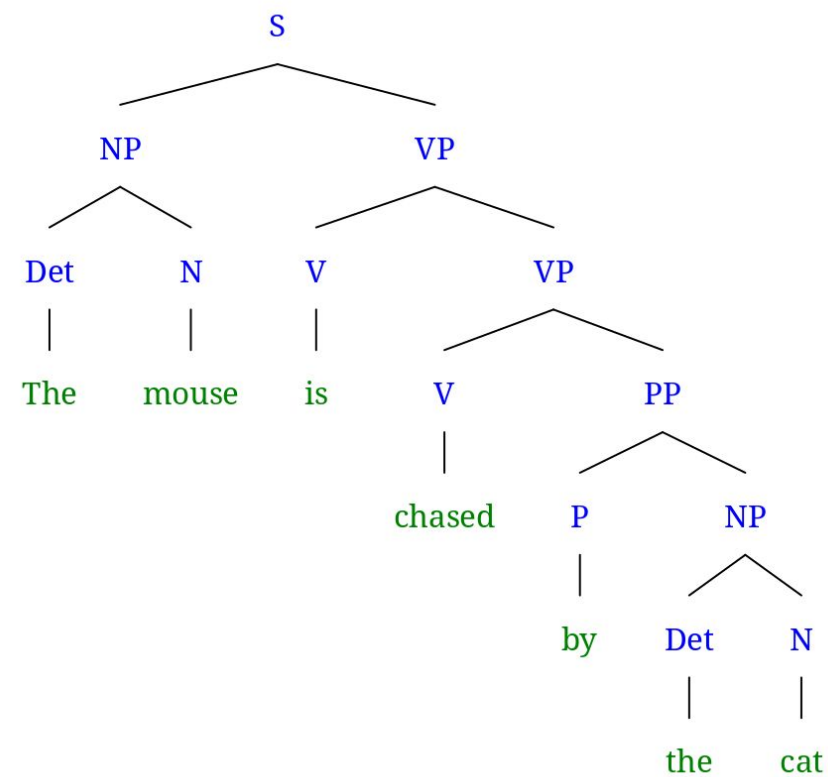 S
NP VP
Det N V VP
The mouse is V PP
chased P NP
by Det N
the cat